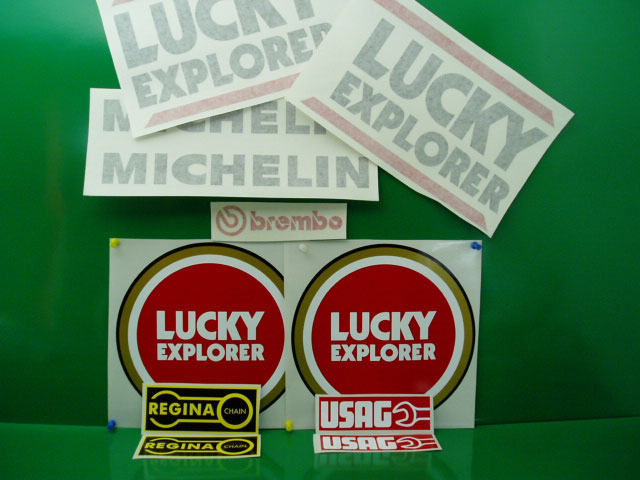 LUCKY
EXPLORER
LUCKY
EXPLORER
MICHELIN
MICHELIN
brembo
LUCKY
EXPLORER
LUCKY
EXPLORER
REGINA CHAIN
USAG
REGINA CHAIN
USAG